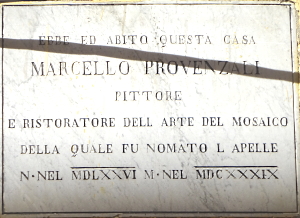 EBBE ED ABITO QUESTA CASA
MARCELLO PROVENZALI
PITTORE
E RISTORATORE DELL ARTE DEL MOSAICO
DELLA QUALE FU NOMATO L APELLE
N·NEL MDLXXVI M·NEL MDCXXXIX